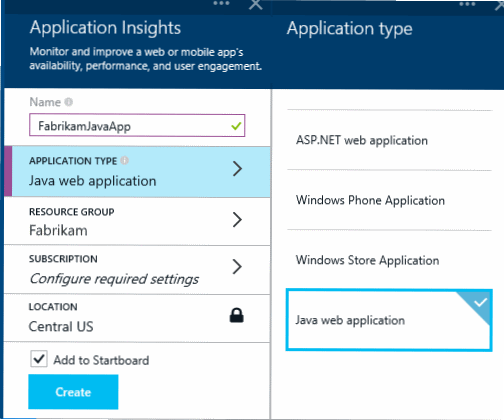 Application Insights
Monitor and improve a web or mobile app's
availability, performance, and user engagement.
Name
FabrikamJavaApp
APPLICATION TYPE
Java web application
RESOURCE GROUP
Fabrikam
SUBSCRIPTION
Configure required settings
LOCATION
Central US
Add to Startboard
Create
Application type
ASP.NET web application
Windows Phone Application
Windows Store Application
Java web application